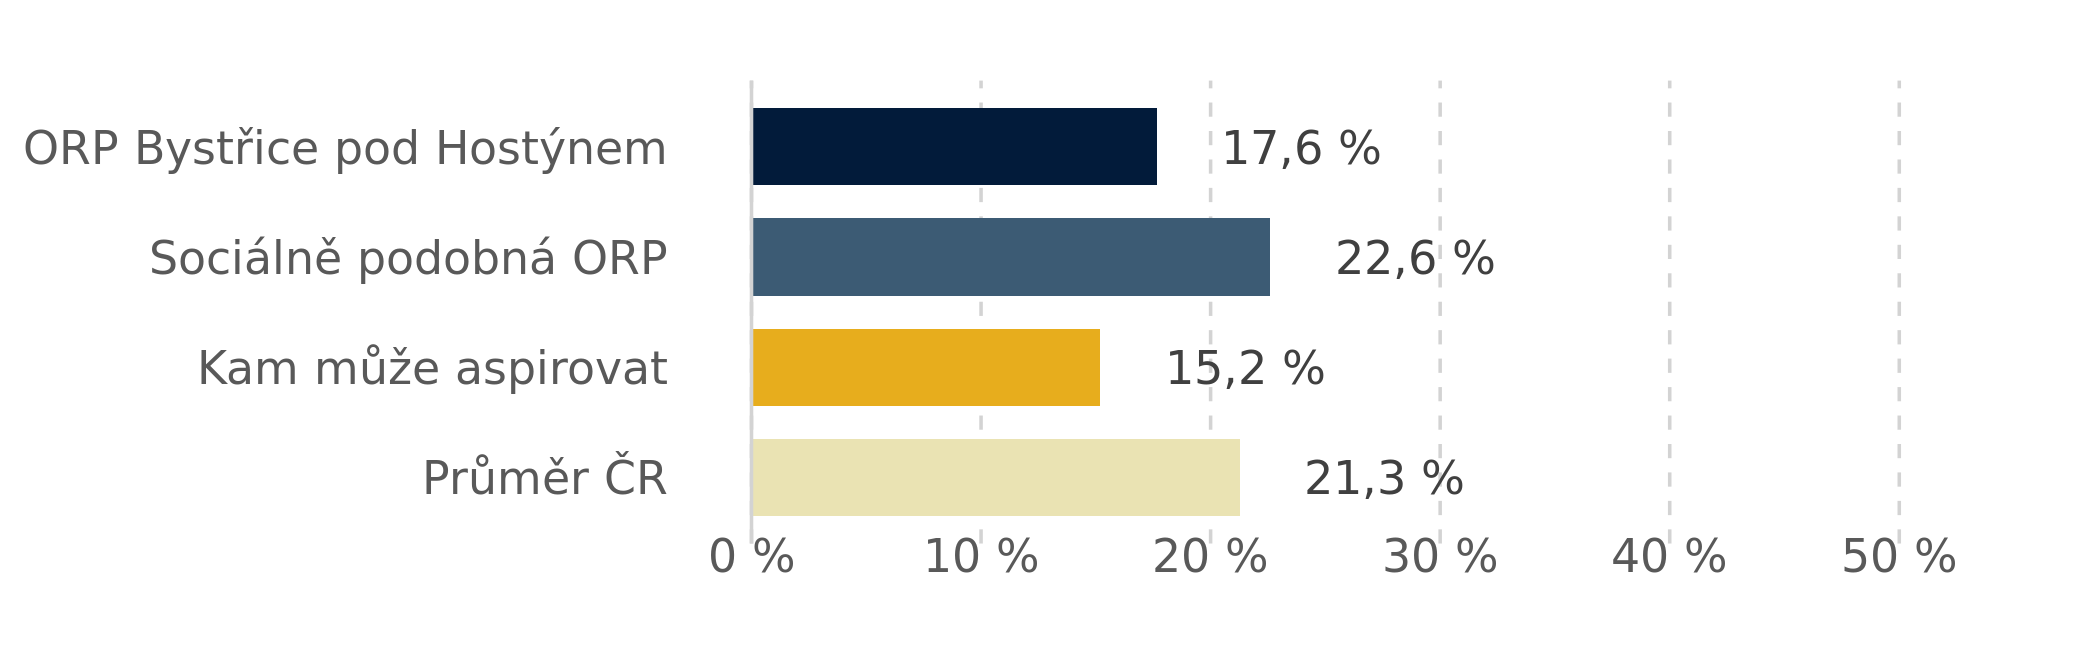 ORP Bystřice pod Hostýnem 17,6 %
Sociálně podobná ORP 22,6 %
Kam může aspirovat 15,2 %
Průměr ČR 21,3 %
0 % 10 % 20 % 30 % 40 % 50 %